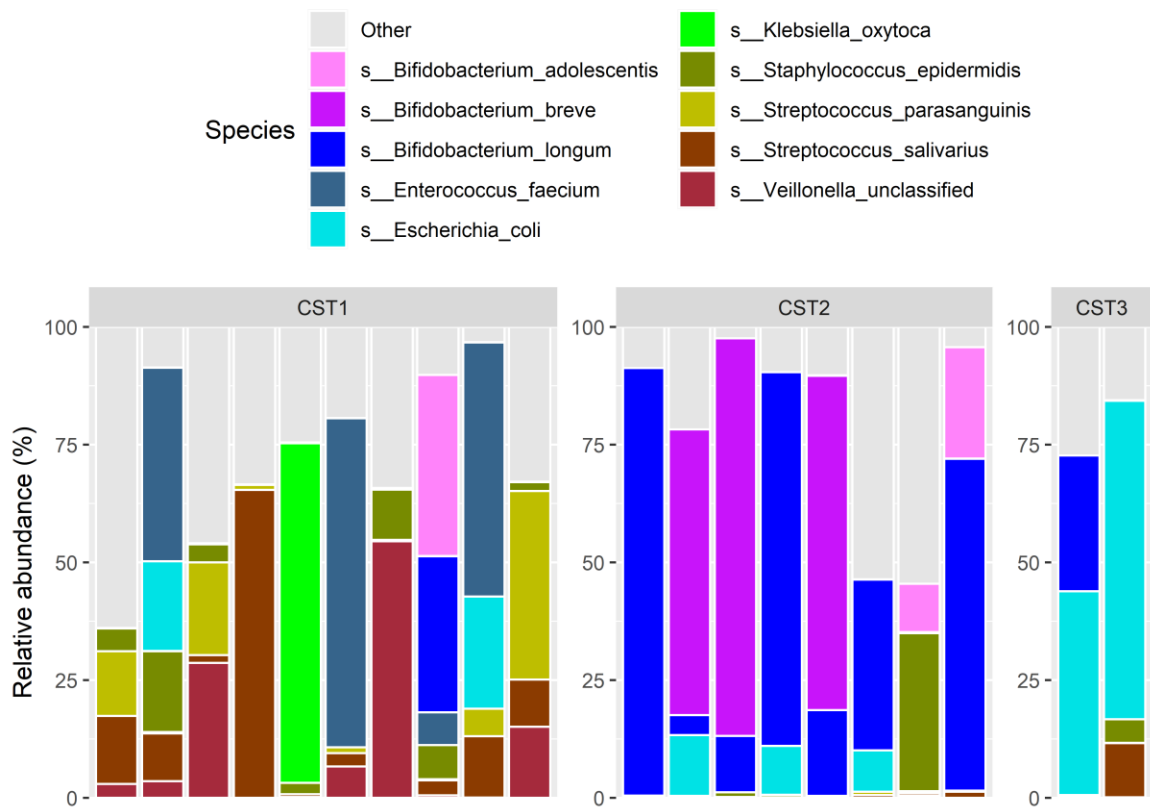 Species
Other
s__Bifidobacterium_adolescentis
s__Bifidobacterium_breve
s__Bifidobacterium_longum
s__Enterococcus_faecium
s__Escherichia_coli
s__Klebsiella_oxytoca
s__Staphylococcus_epidermidis
s__Streptococcus_parasanguinis
s__Streptococcus_salivarius
s__Veillonella_unclassified
Relative abundance (%)
CST1
100
75
50
25
0
CST2
100
75
50
25
0
CST3
100
75
50
25
0